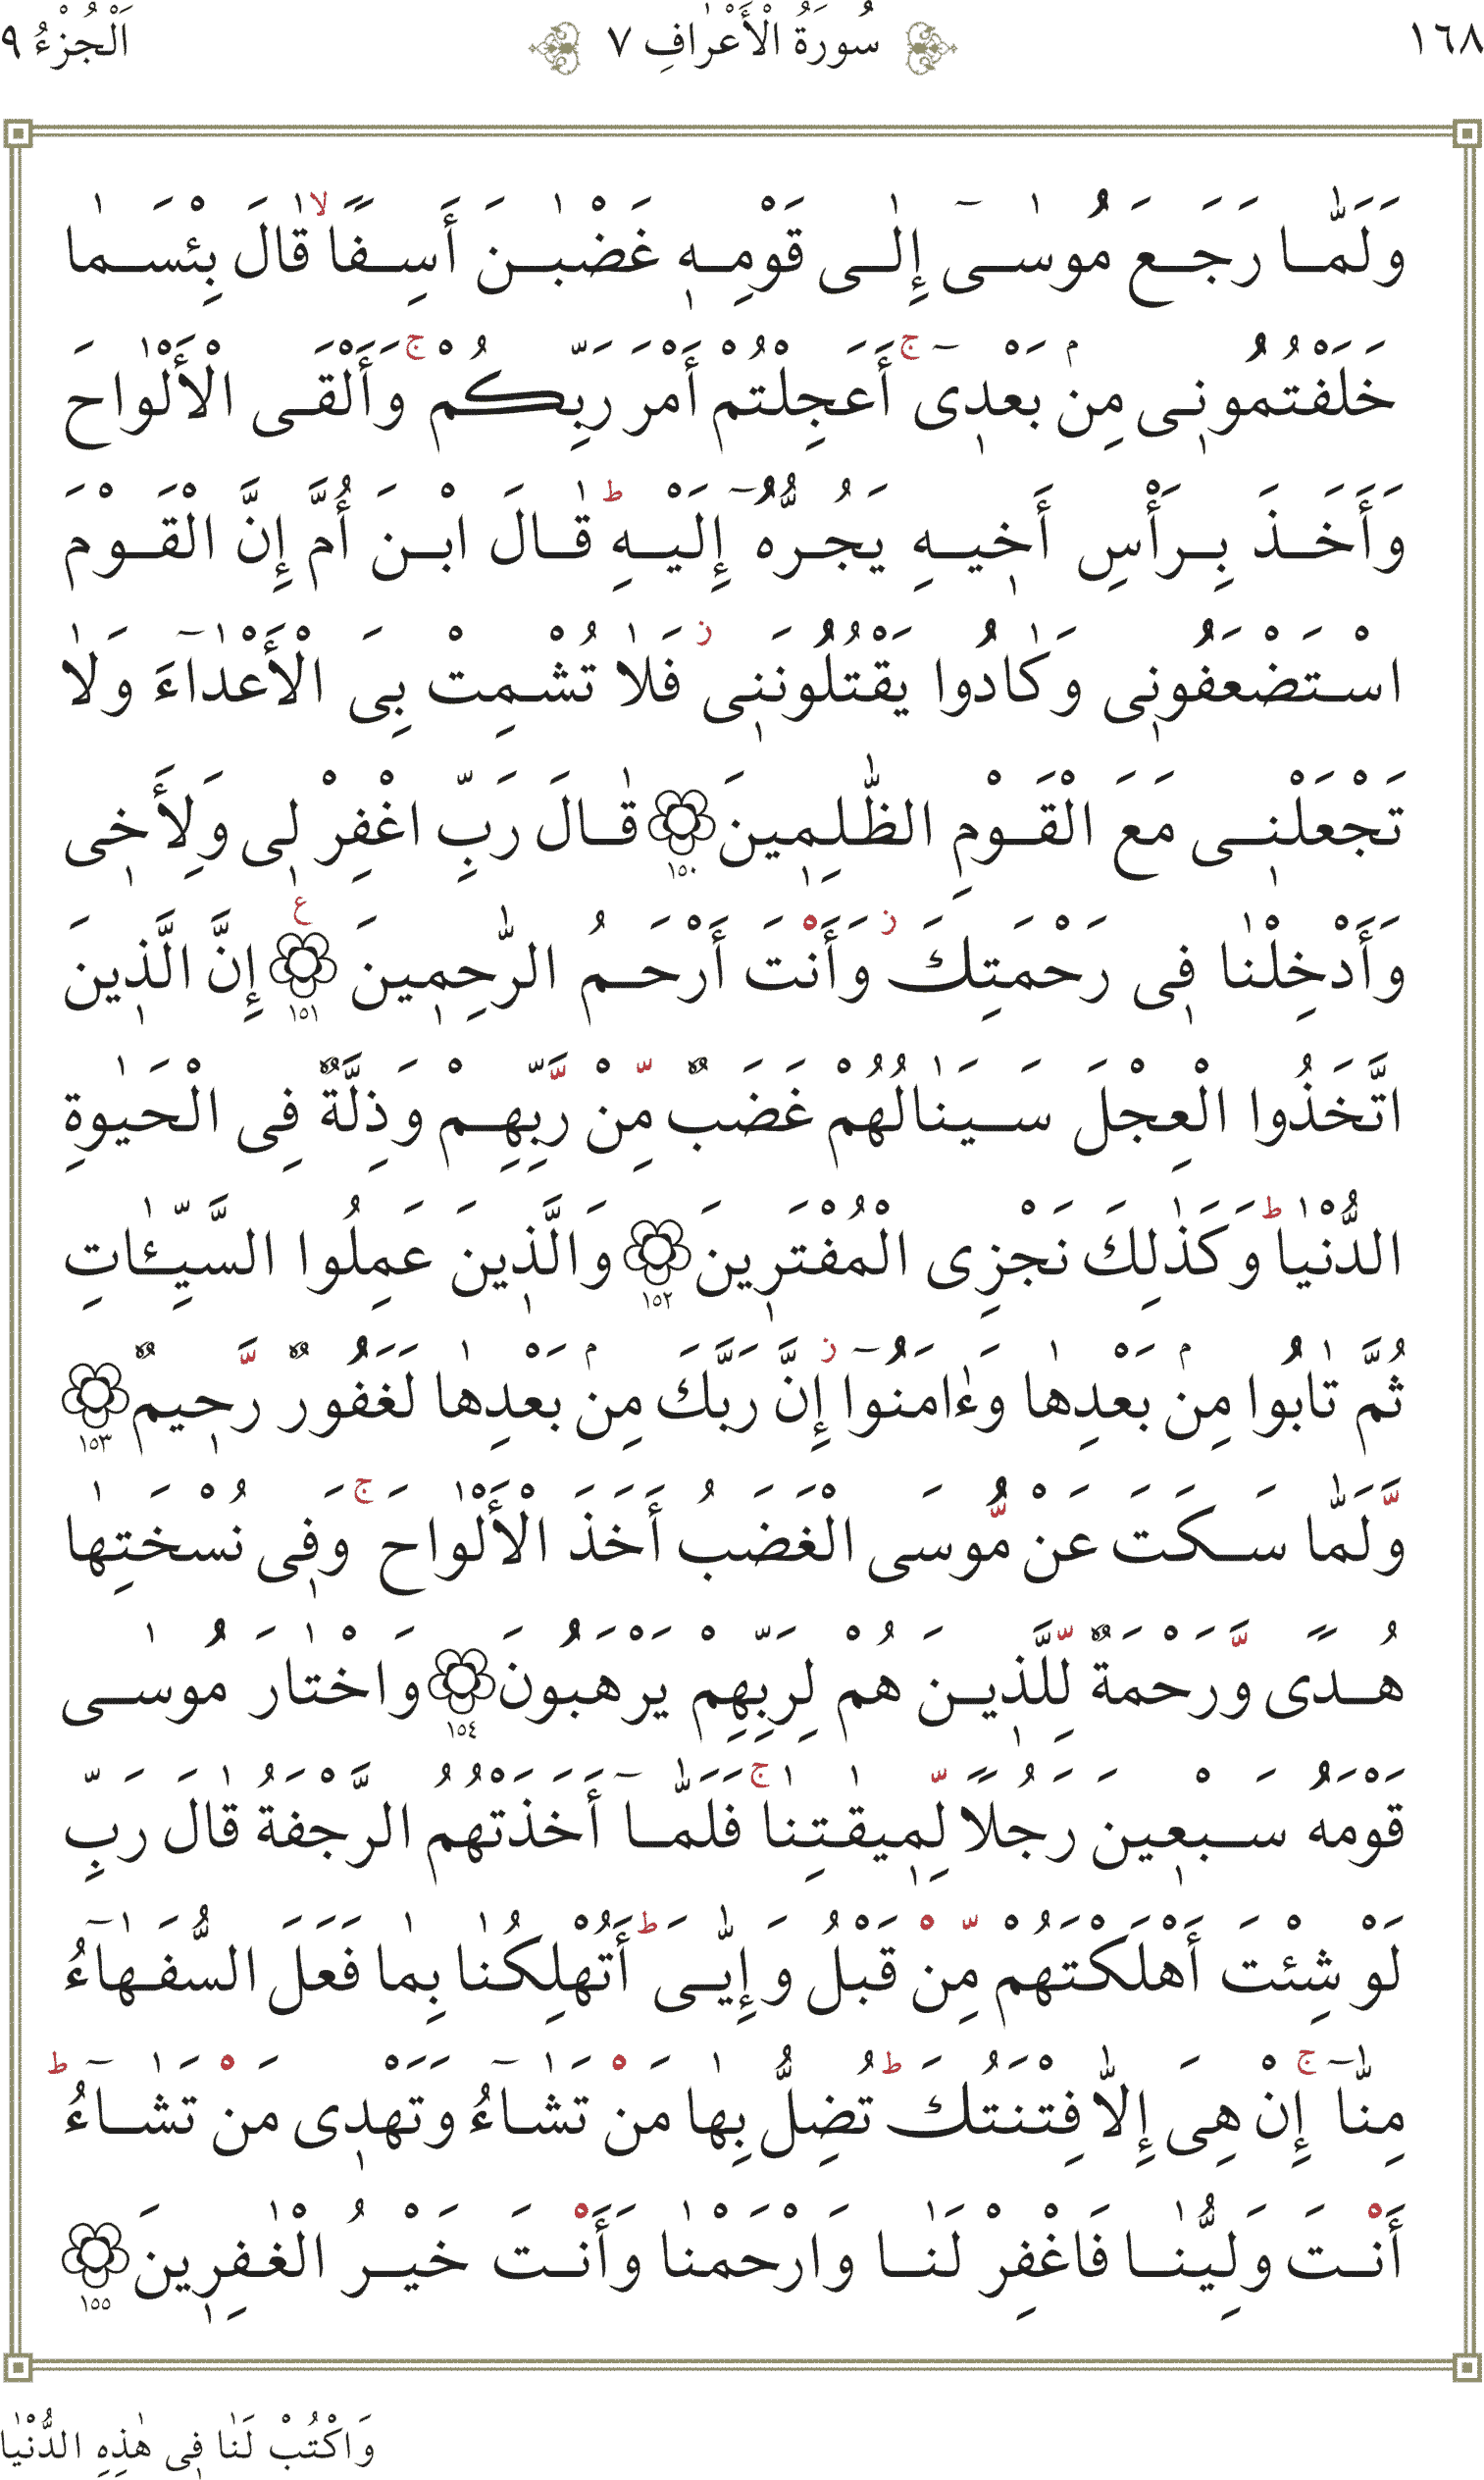 ١٦٨ سُورَةُ الْأَعْرَافِ ٧ اَلْجُزْءُ ٩
وَلَمَّا رَجَعَ مُوسٰىٓ إِلٰى قَوْمِهٖ غَضْبٰنَ أَسِفًا ۙ قَالَ بِئْسَمَا
خَلَفْتُمُونٖى مِنۢ بَعْدٖىٓ ۚ أَعَجِلْتُمْ أَمْرَ رَبِّكُمْ ۚ وَأَلْقَى الْأَلْوَاحَ
وَأَخَذَ بِرَأْسِ أَخٖيهِ يَجُرُّهُٓ إِلَيْهِ ۭ قَالَ ابْنَ أُمَّ إِنَّ الْقَوْمَ
اسْتَضْعَفُونٖى وَكَادُوا يَقْتُلُونَنٖى ز فَلَا تُشْمِتْ بِىَ الْأَعْدَآءَ وَلَا
تَجْعَلْنٖى مَعَ الْقَوْمِ الظّٰلِمٖينَ ١٥٠ قَالَ رَبِّ اغْفِرْ لٖى وَلِأَخٖى
وَأَدْخِلْنَا فٖى رَحْمَتِكَ ز وَأَنْتَ أَرْحَمُ الرّٰحِمٖينَ ١٥١ ع إِنَّ الَّذٖينَ
اتَّخَذُوا الْعِجْلَ سَيَنَالُهُمْ غَضَبٌ مِّنْ رَّبِّهِمْ وَذِلَّةٌ فِى الْحَيٰوةِ
الدُّنْيَا ۭ وَكَذٰلِكَ نَجْزِى الْمُفْتَرٖينَ ١٥٢ وَالَّذٖينَ عَمِلُوا السَّيِّـَٔاتِ
ثُمَّ تَابُوا مِنۢ بَعْدِهَا وَءَامَنُوٓا ز إِنَّ رَبَّكَ مِنۢ بَعْدِهَا لَغَفُورٌ رَّحٖيمٌ ١٥٣
وَّلَمَّا سَكَتَ عَنْ مُّوسَى الْغَضَبُ أَخَذَ الْأَلْوَاحَ ۚ وَفٖى نُسْخَتِهَا
هُدًى وَّرَحْمَةٌ لِّلَّذٖينَ هُمْ لِرَبِّهِمْ يَرْهَبُونَ ١٥٤ وَاخْتَارَ مُوسٰى
قَوْمَهُ سَبْعٖينَ رَجُلًا لِّمٖيقٰتِنَا ۚ فَلَمَّآ أَخَذَتْهُمُ الرَّجْفَةُ قَالَ رَبِّ
لَوْ شِئْتَ أَهْلَكْتَهُمْ مِّنْ قَبْلُ وَإِيّٰىَ ۭ أَتُهْلِكُنَا بِمَا فَعَلَ السُّفَهَآءُ
مِنَّآ ۚ إِنْ هِىَ إِلَّا فِتْنَتُكَ ۭ تُضِلُّ بِهَا مَنْ تَشَآءُ وَتَهْدٖى مَنْ تَشَآءُ ۭ
أَنْتَ وَلِيُّنَا فَاغْفِرْ لَنَا وَارْحَمْنَا وَأَنْتَ خَيْرُ الْغٰفِرٖينَ ١٥٥
وَاكْتُبْ لَنَا فٖى هٰذِهِ الدُّنْيَا